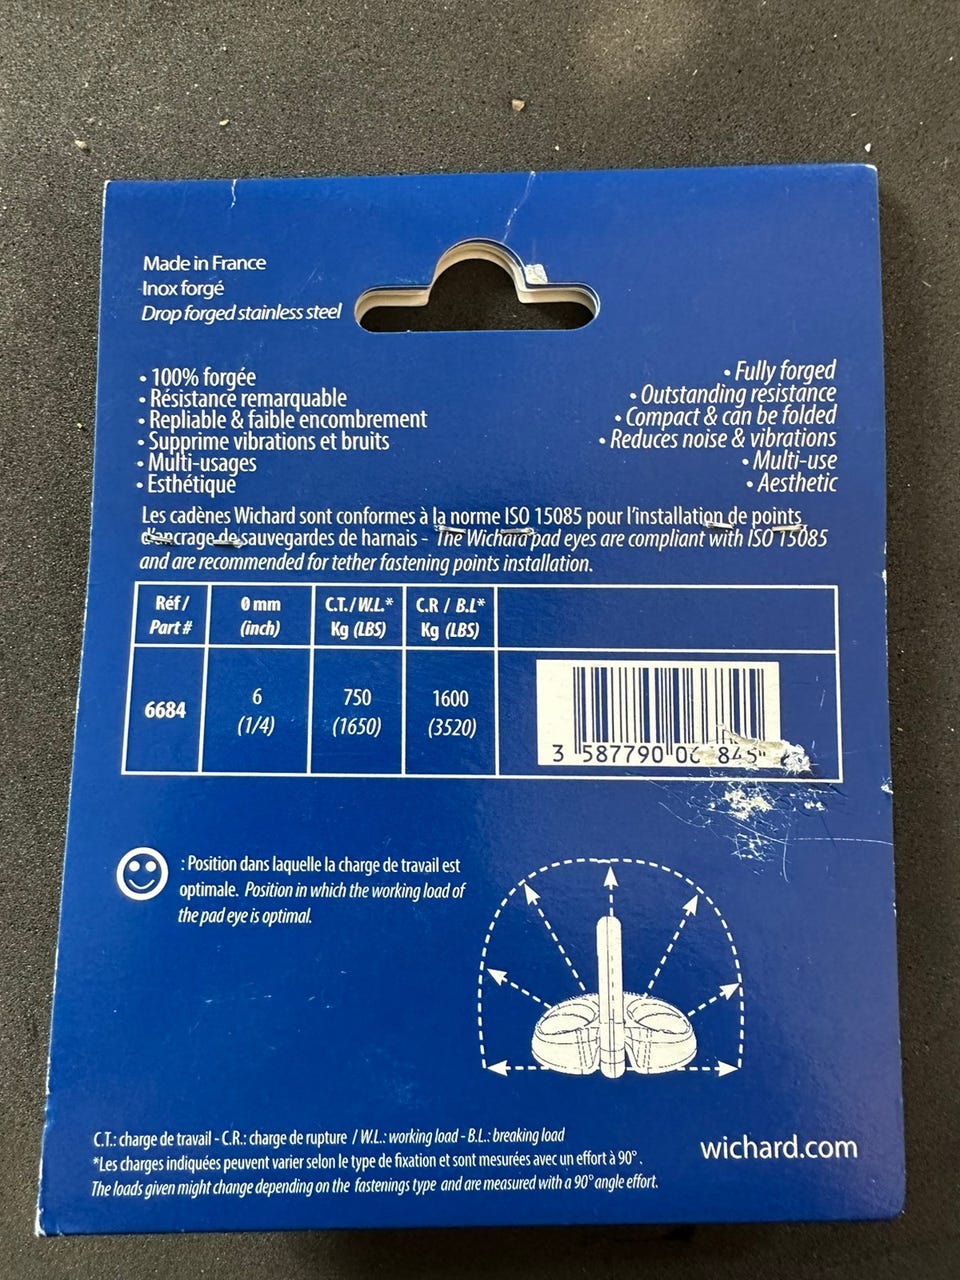 Made in France
Inox forgé
Drop forged stainless steel
• 100% forgée
• Résistance remarquable
• Repliable & faible encombrement
• Supprime vibrations et bruits
• Multi-usages
• Esthétique
• Fully forged
• Outstanding resistance
• Compact & can be folded
• Reduces noise & vibrations
• Multi-use
• Aesthetic
Les cadènes Wichard sont conformes à la norme ISO 15085 pour l'installation de points
d'ancrage de sauvegardes de harnais - The Wichard pad eyes are compliant with ISO 15085
and are recommended for tether fastening points installation.
Réf / Part # Ø mm (inch) C.T./W.L.* Kg (LBS) C.R / B.L* Kg (LBS)
6684 6 (1/4) 750 (1650) 1600 (3520)
3 587790
: Position dans laquelle la charge de travail est
optimale. Position in which the working load of
the pad eye is optimal.
C.T.: charge de travail - C.R.: charge de rupture / W.L.: working load - B.L.: breaking load
*Les charges indiquées peuvent varier selon le type de fixation et sont mesurées avec un effort à 90°.
The loads given might change depending on the fastenings type and are measured with a 90° angle effort.
wichard.com